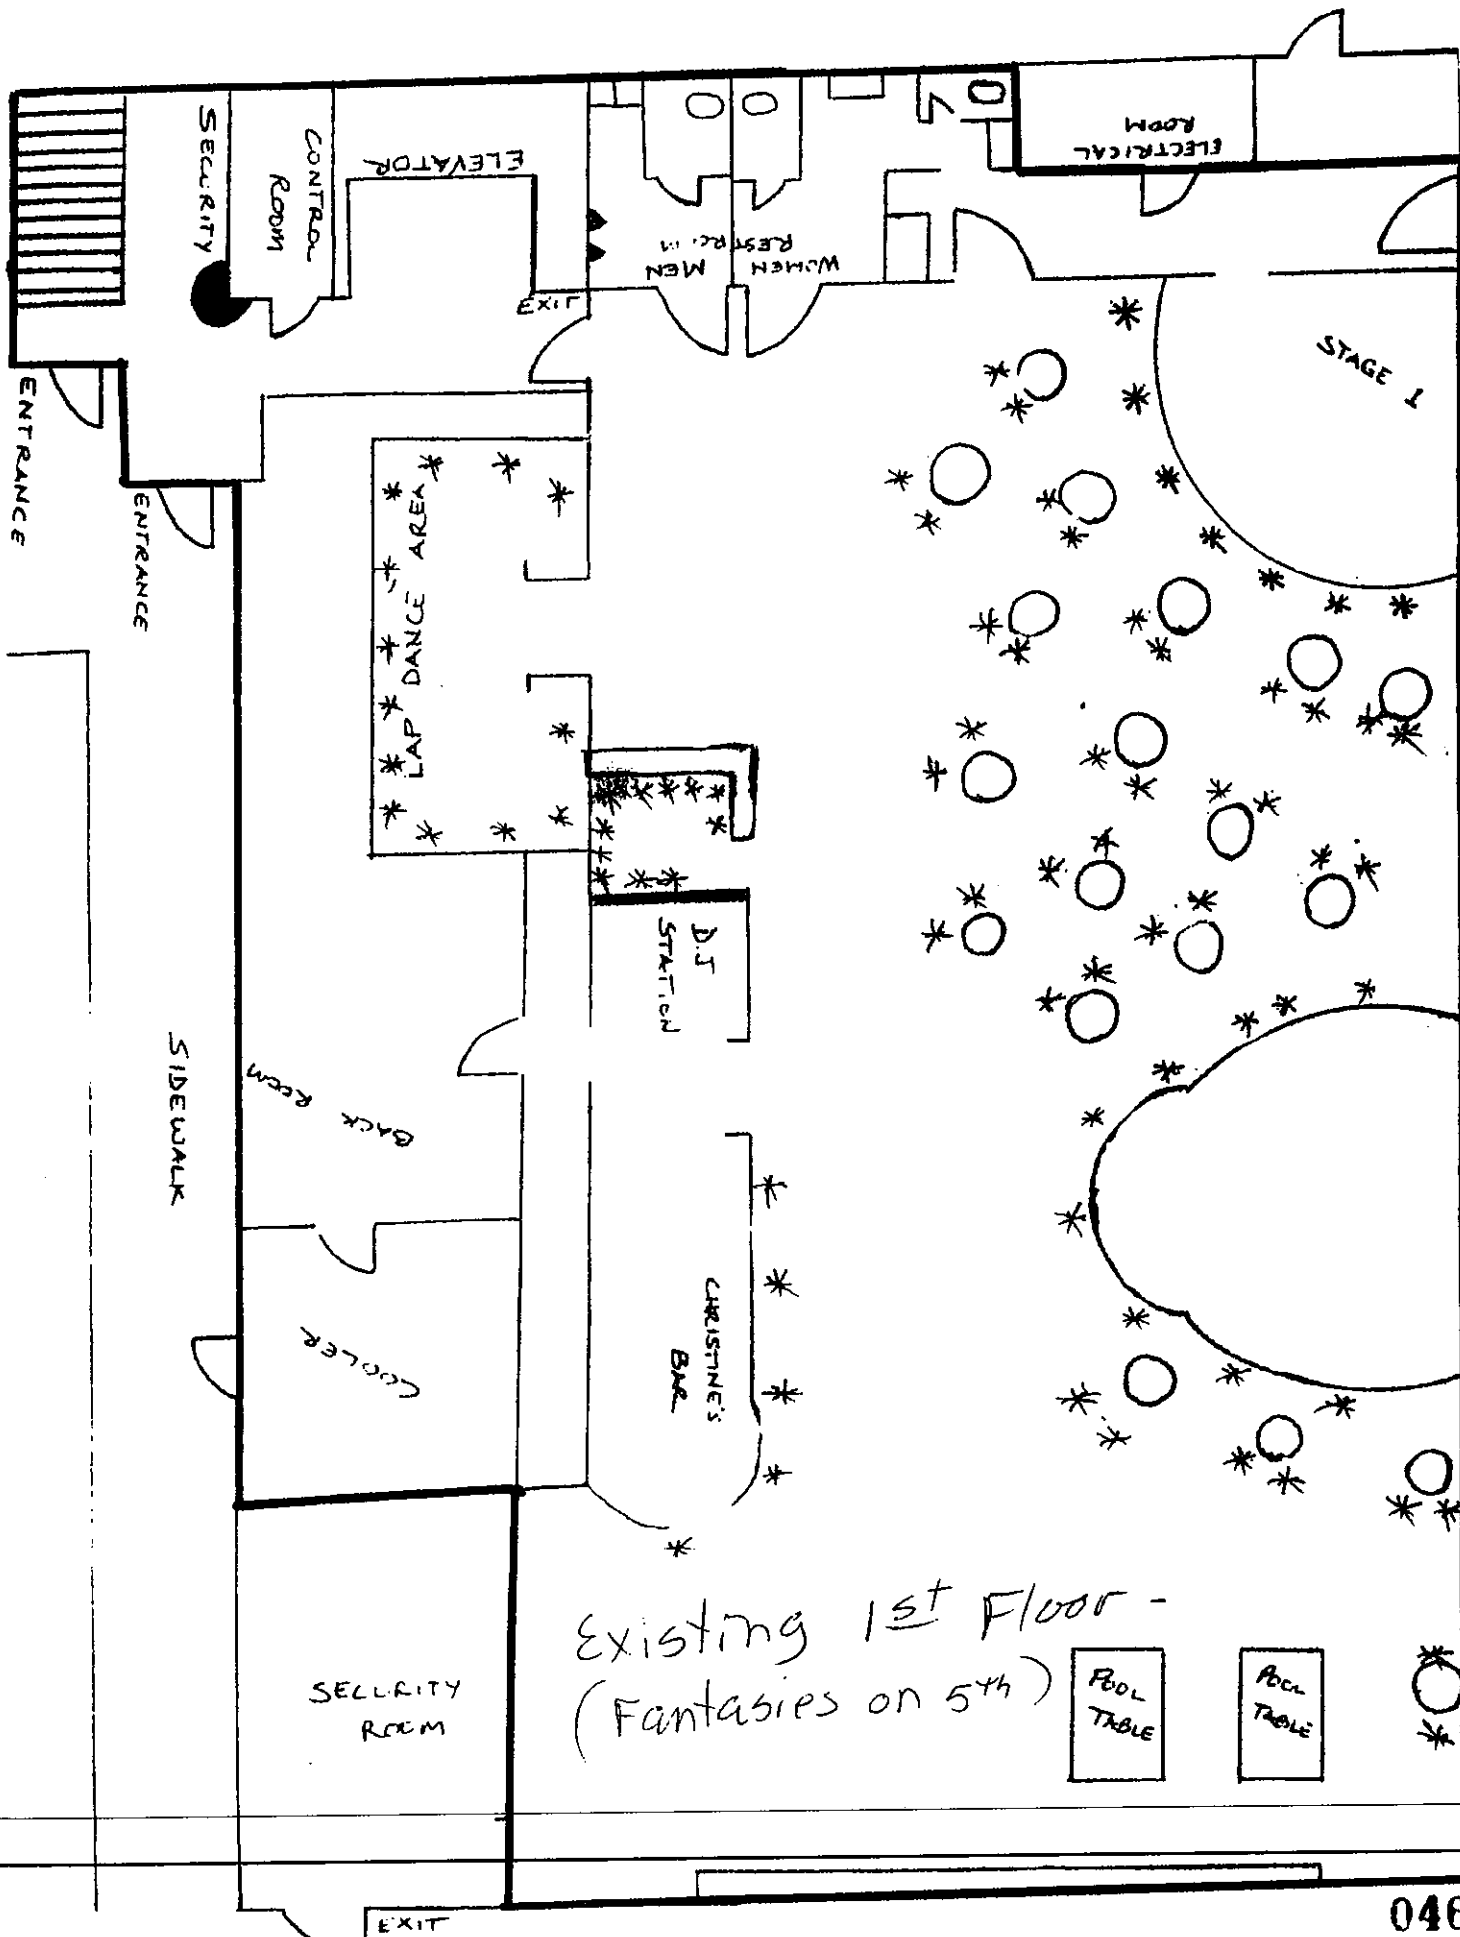 SECURITY
CONTROL
ROOM
ELEVATOR
EXIT
MEN
WOMEN
RESTROOM
ELECTRICAL
ROOM
STAGE 1
ENTRANCE
ENTRANCE
LAP DANCE AREA
D.J
STATION
SIDEWALK
BACK ROOM
COOLER
CHRISTINE'S
BAR
Existing 1st Floor -
(Fantasies on 5th)
SECURITY
ROOM
POOL
TABLE
POOL
TABLE
EXIT
046